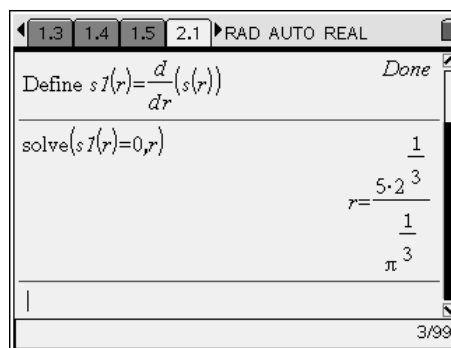 1.3 1.4 1.5 2.1 RAD AUTO REAL
Define s1(r)=d/dr(s(r)) Done
solve(s1(r)=0,r)
r=5·2^(1/3)/π^(1/3)
3/99